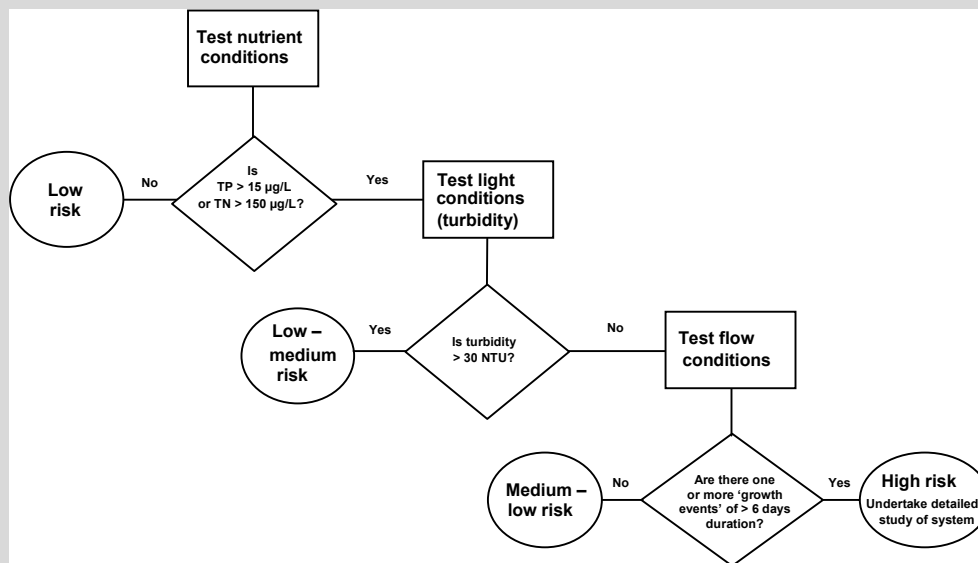 Test nutrient
conditions
Is
TP > 15 µg/L
or TN > 150 µg/L?
No
Low
risk
Yes
Test light
conditions
(turbidity)
Is turbidity
> 30 NTU?
Yes
Low –
medium
risk
No
Test flow
conditions
Are there one
or more ‘growth
events’ of > 6 days
duration?
No
Medium –
low risk
Yes
High risk
Undertake detailed
study of system